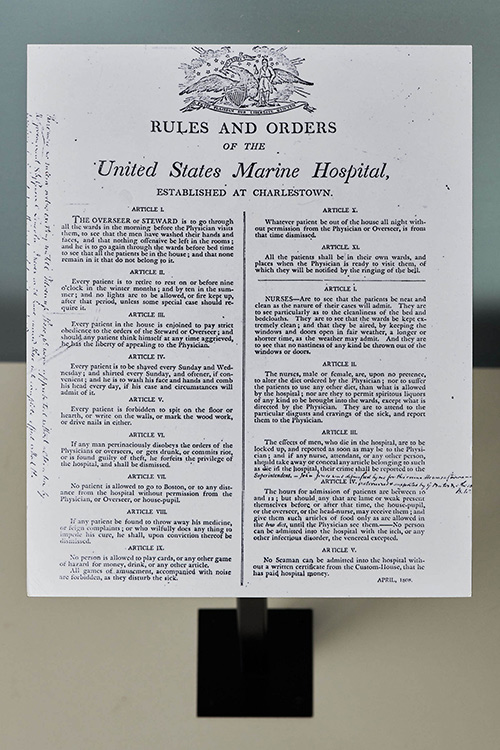 RULES AND ORDERS
OF THE
United States Marine Hospital,
ESTABLISHED AT CHARLESTOWN.
ARTICLE I.
THE OVERSEER or STEWARD is to go through
all the wards in the morning before the Physician visits
them, to see that the men have washed their hands and
faces, and that nothing offensive be left in the rooms;
and he is to go again through the wards before bed time
to see that all the patients be in the house; and that none
remain in it that do not belong to it.
ARTICLE II.
Every patient is to retire to rest on or before nine
o'clock in the winter months; and by ten in the sum-
mer; and no lights are to be allowed, or fire kept up,
after that period, unless some special case should re-
quire it.
ARTICLE III.
Every patient in the house is enjoined to pay strict
obedience to the orders of the Steward or Overseer; and
should any patient think himself at any time aggrieved,
he has the liberty of appealing to the Physician.
ARTICLE IV.
Every patient is to be shaved every Sunday and Wed-
nesday; and shirted every Sunday, and oftener, if con-
venient; and he is to wash his face and hands and comb
his head every day, if his case and circumstances will
admit of it.
ARTICLE V.
Every patient is forbidden to spit on the floor or
hearth, or write on the walls, or mark the wood work,
or drive nails in either.
ARTICLE VI.
If any man pertinaciously disobeys the orders of the
Physicians or overseers, or gets drunk, or commits riot,
or is found guilty of theft, he forfeits the privilege of
the hospital, and shall be dismissed.
ARTICLE VII.
No patient is allowed to go to Boston, or to any dis-
tance from the hospital without permission from the
Physician, or Overseer, or house-pupil.
ARTICLE VIII.
If any patient be found to throw away his medicine,
or feign complaints; or who wilfully does any thing to
impede his cure, he shall, upon conviction thereof be
dismissed.
ARTICLE IX.
No person is allowed to play cards, or any other game
of hazard for money, drink, or any other article.
All games of amusement, accompanied with noise
are forbidden, as they disturb the sick.
ARTICLE X.
Whatever patient be out of the house all night with-
out permission from the Physician or Overseer, is from
that time dismissed.
ARTICLE XI.
All the patients shall be in their own wards, and
places when the Physician is ready to visit them, of
which they will be notified by the ringing of the bell.
ARTICLE I.
NURSES—Are to see that the patients be neat and
clean as the nature of their cases will admit. They are
to see particularly as to the cleanliness of the bed and
bedcloaths. They are to see that the wards be kept ex-
tremely clean; and that they be aired, by keeping the
windows and doors open in fair weather, a longer or
shorter time, as the weather may admit. And they are
to see that no nastiness of any kind be thrown out of the
windows or doors.
ARTICLE II.
The nurses, male or female, are, upon no pretence,
to alter the diet ordered by the Physician; nor to suffer
the patients to use any other diet, than what is allowed
by the hospital; nor are they to permit spirituous liquors
of any kind to be brought into the wards, except what is
directed by the Physician. They are to attend to the
particular disgusts and cravings of the sick, and report
them to the Physician.
ARTICLE III.
The effects of men, who die in the hospital, are to be
locked up, and reported as soon as may be to the Physi-
cian; and if any nurse, attendant, or any other person,
should take away or conceal any article belonging to such
as die in the hospital, their crime shall be reported to the
Superintendent.
ARTICLE IV.
The hours for admission of patients are between 10
and 12; but should any that are lame or weak present
themselves before or after that time, the house-pupil,
or the overseer, or the head-nurse, may receive them; and
give them such articles of food only as are allowed in
the low diet, until the Physician see them.—No person
can be allowed into the hospital with the itch, or any
other infectious disorder, the venereal excepted.
ARTICLE V.
No Seaman can be admitted into the hospital with-
out a written certificate from the Custom-House, that he
has paid hospital money.
APRIL, 1808.